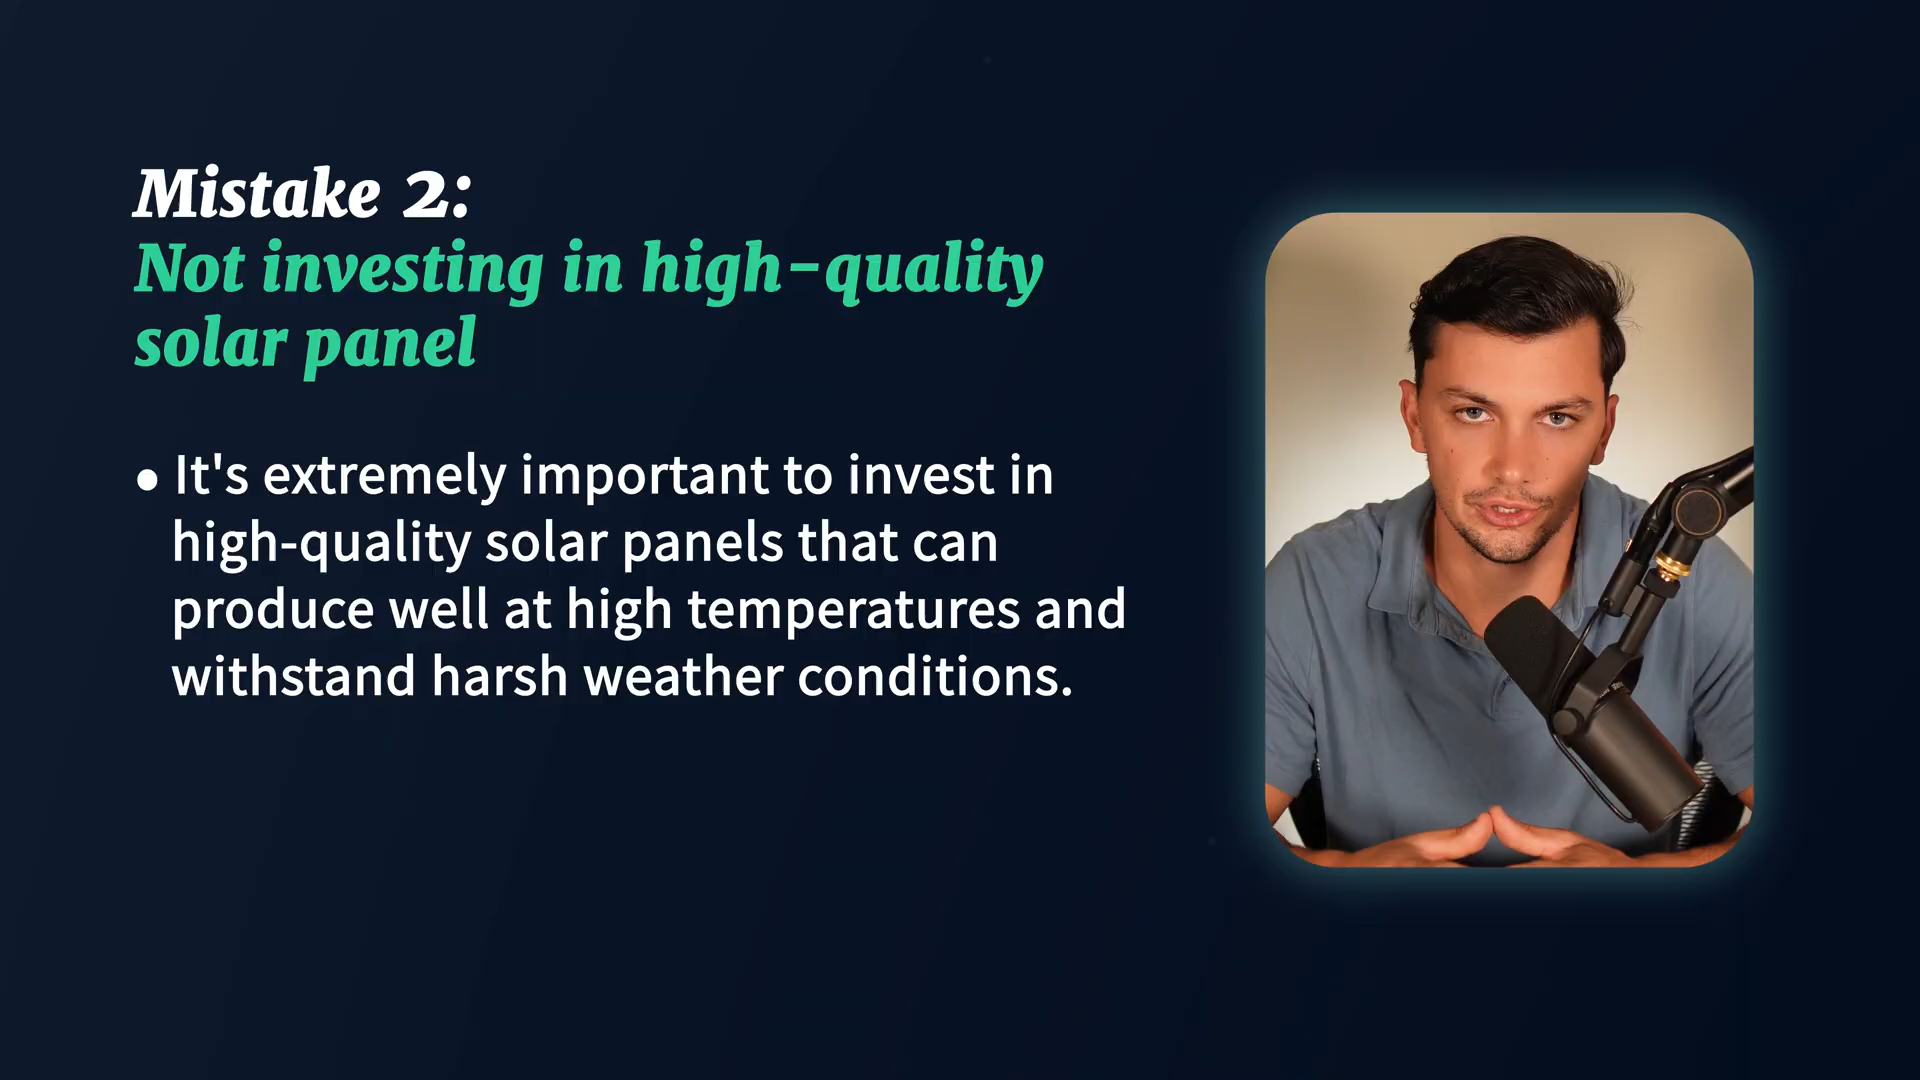 Mistake 2:
Not investing in high-quality
solar panel
• It's extremely important to invest in
high-quality solar panels that can
produce well at high temperatures and
withstand harsh weather conditions.